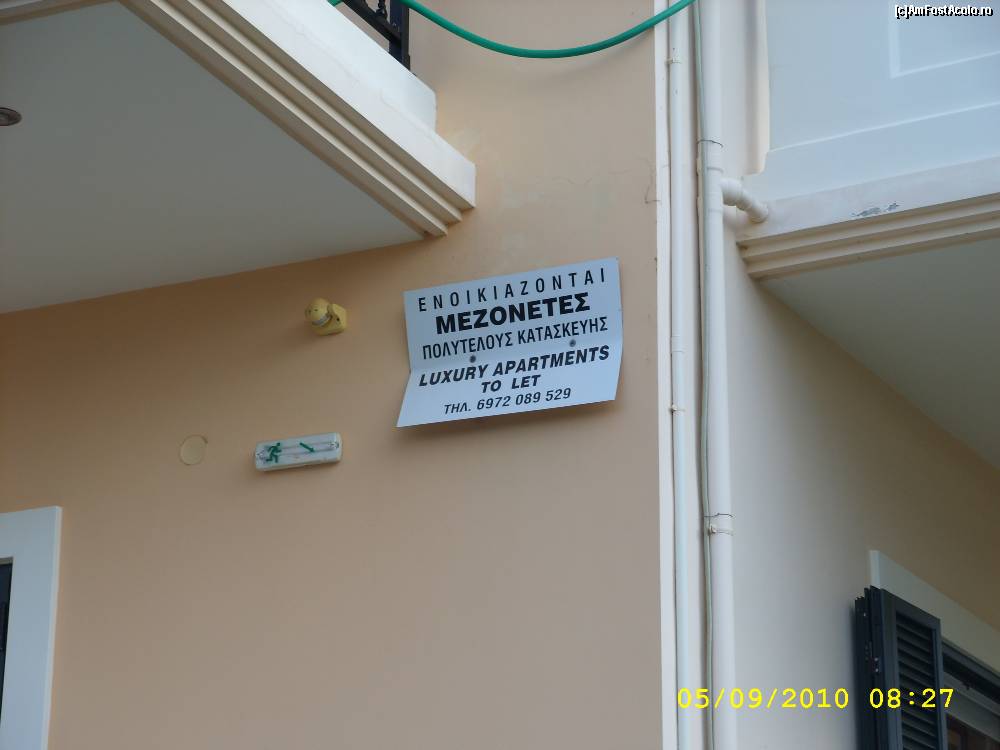 [c]AmFostAcolo.ro
ΕΝΟΙΚΙΑΖΟΝΤΑΙ
ΜΕΖΟΝΕΤΕΣ
ΠΟΛΥΤΕΛΟΥΣ ΚΑΤΑΣΚΕΥΗΣ
LUXURY APARTMENTS
TO LET
ΤΗΛ. 6972 089 529
05/09/2010 08:27